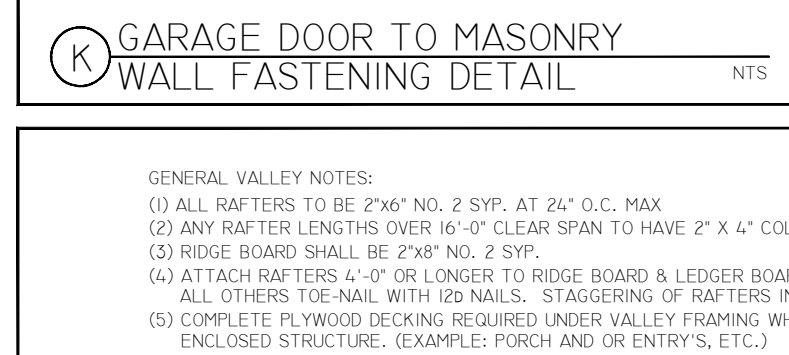 K
GARAGE DOOR TO MASONRY
WALL FASTENING DETAIL NTS
GENERAL VALLEY NOTES:
(1) ALL RAFTERS TO BE 2"x6" NO. 2 SYP. AT 24" O.C. MAX
(2) ANY RAFTER LENGTHS OVER 16'-0" CLEAR SPAN TO HAVE 2" X 4"
(3) RIDGE BOARD SHALL BE 2"x8" NO. 2 SYP.
(4) ATTACH RAFTERS 4'-0" OR LONGER TO RIDGE BOARD & LEDGER
ALL OTHERS TOE-NAIL WITH 12D NAILS. STAGGERING OF RAFTERS
(5) COMPLETE PLYWOOD DECKING REQUIRED UNDER VALLEY FRAMING
ENCLOSED STRUCTURE. (EXAMPLE: PORCH AND OR ENTRY'S, ETC.)